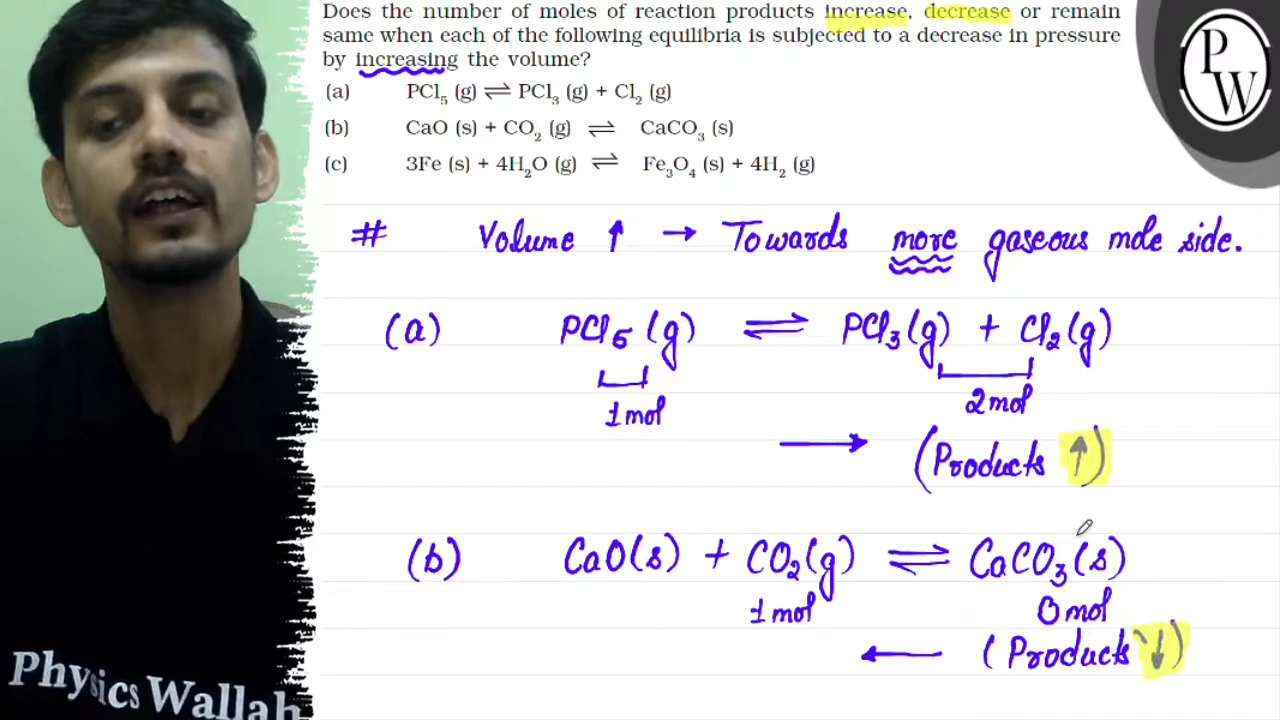 Does the number of moles of reaction products increase, decrease or remain
same when each of the following equilibria is subjected to a decrease in pressure
by increasing the volume?
(a) PCl₅ (g) ⇌ PCl₃ (g) + Cl₂ (g)
(b) CaO (s) + CO₂ (g) ⇌ CaCO₃ (s)
(c) 3Fe (s) + 4H₂O (g) ⇌ Fe₃O₄ (s) + 4H₂ (g)
PW
# Volume ↑ → Towards more gaseous mole side.
(a) PCl₅(g) ⇌ PCl₃(g) + Cl₂(g)
1 mol 2 mol
→ (Products ↑)
(b) CaO(s) + CO₂(g) ⇌ CaCO₃(s)
1 mol 0 mol
← (Products ↓)
Physics Wallah